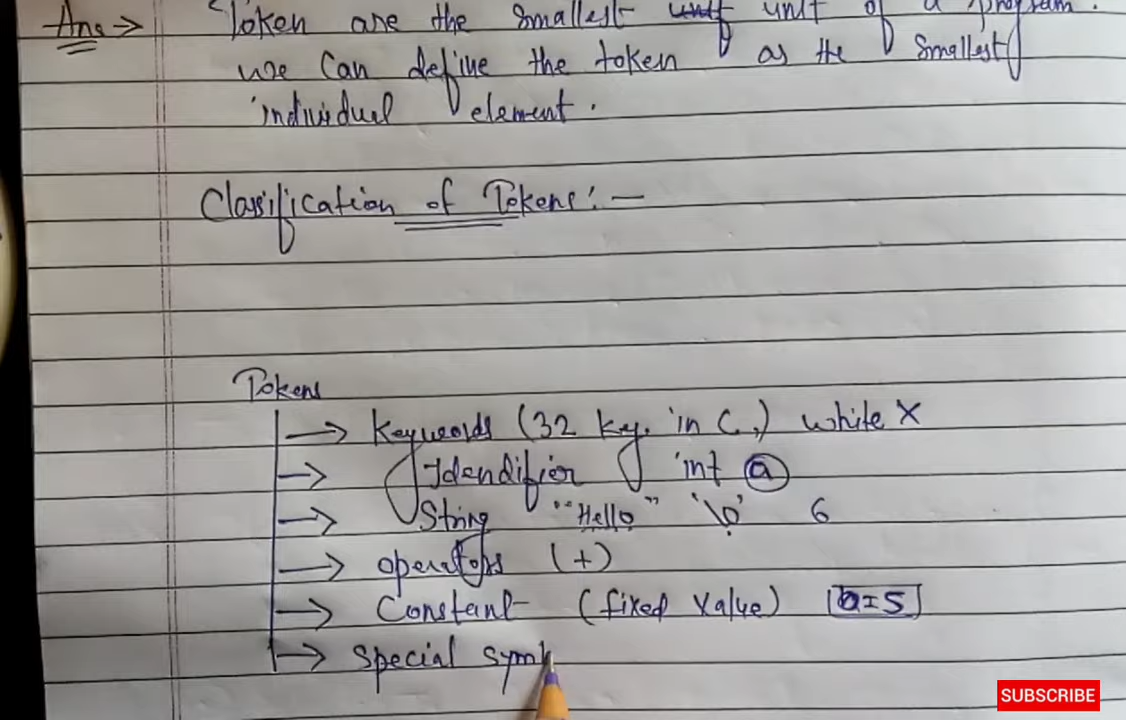 Ans → Token are the smallest unit unit of a program.
we can define the token as the smallest
individual element.
Classification of Tokens:-
Tokens
→ Keywords (32 key. in C,) while X
→ Idendifier int a
→ String "Hello" '\0' 6
→ operators (+)
→ Constant (fixed value) =5
→ special symb
SUBSCRIBE